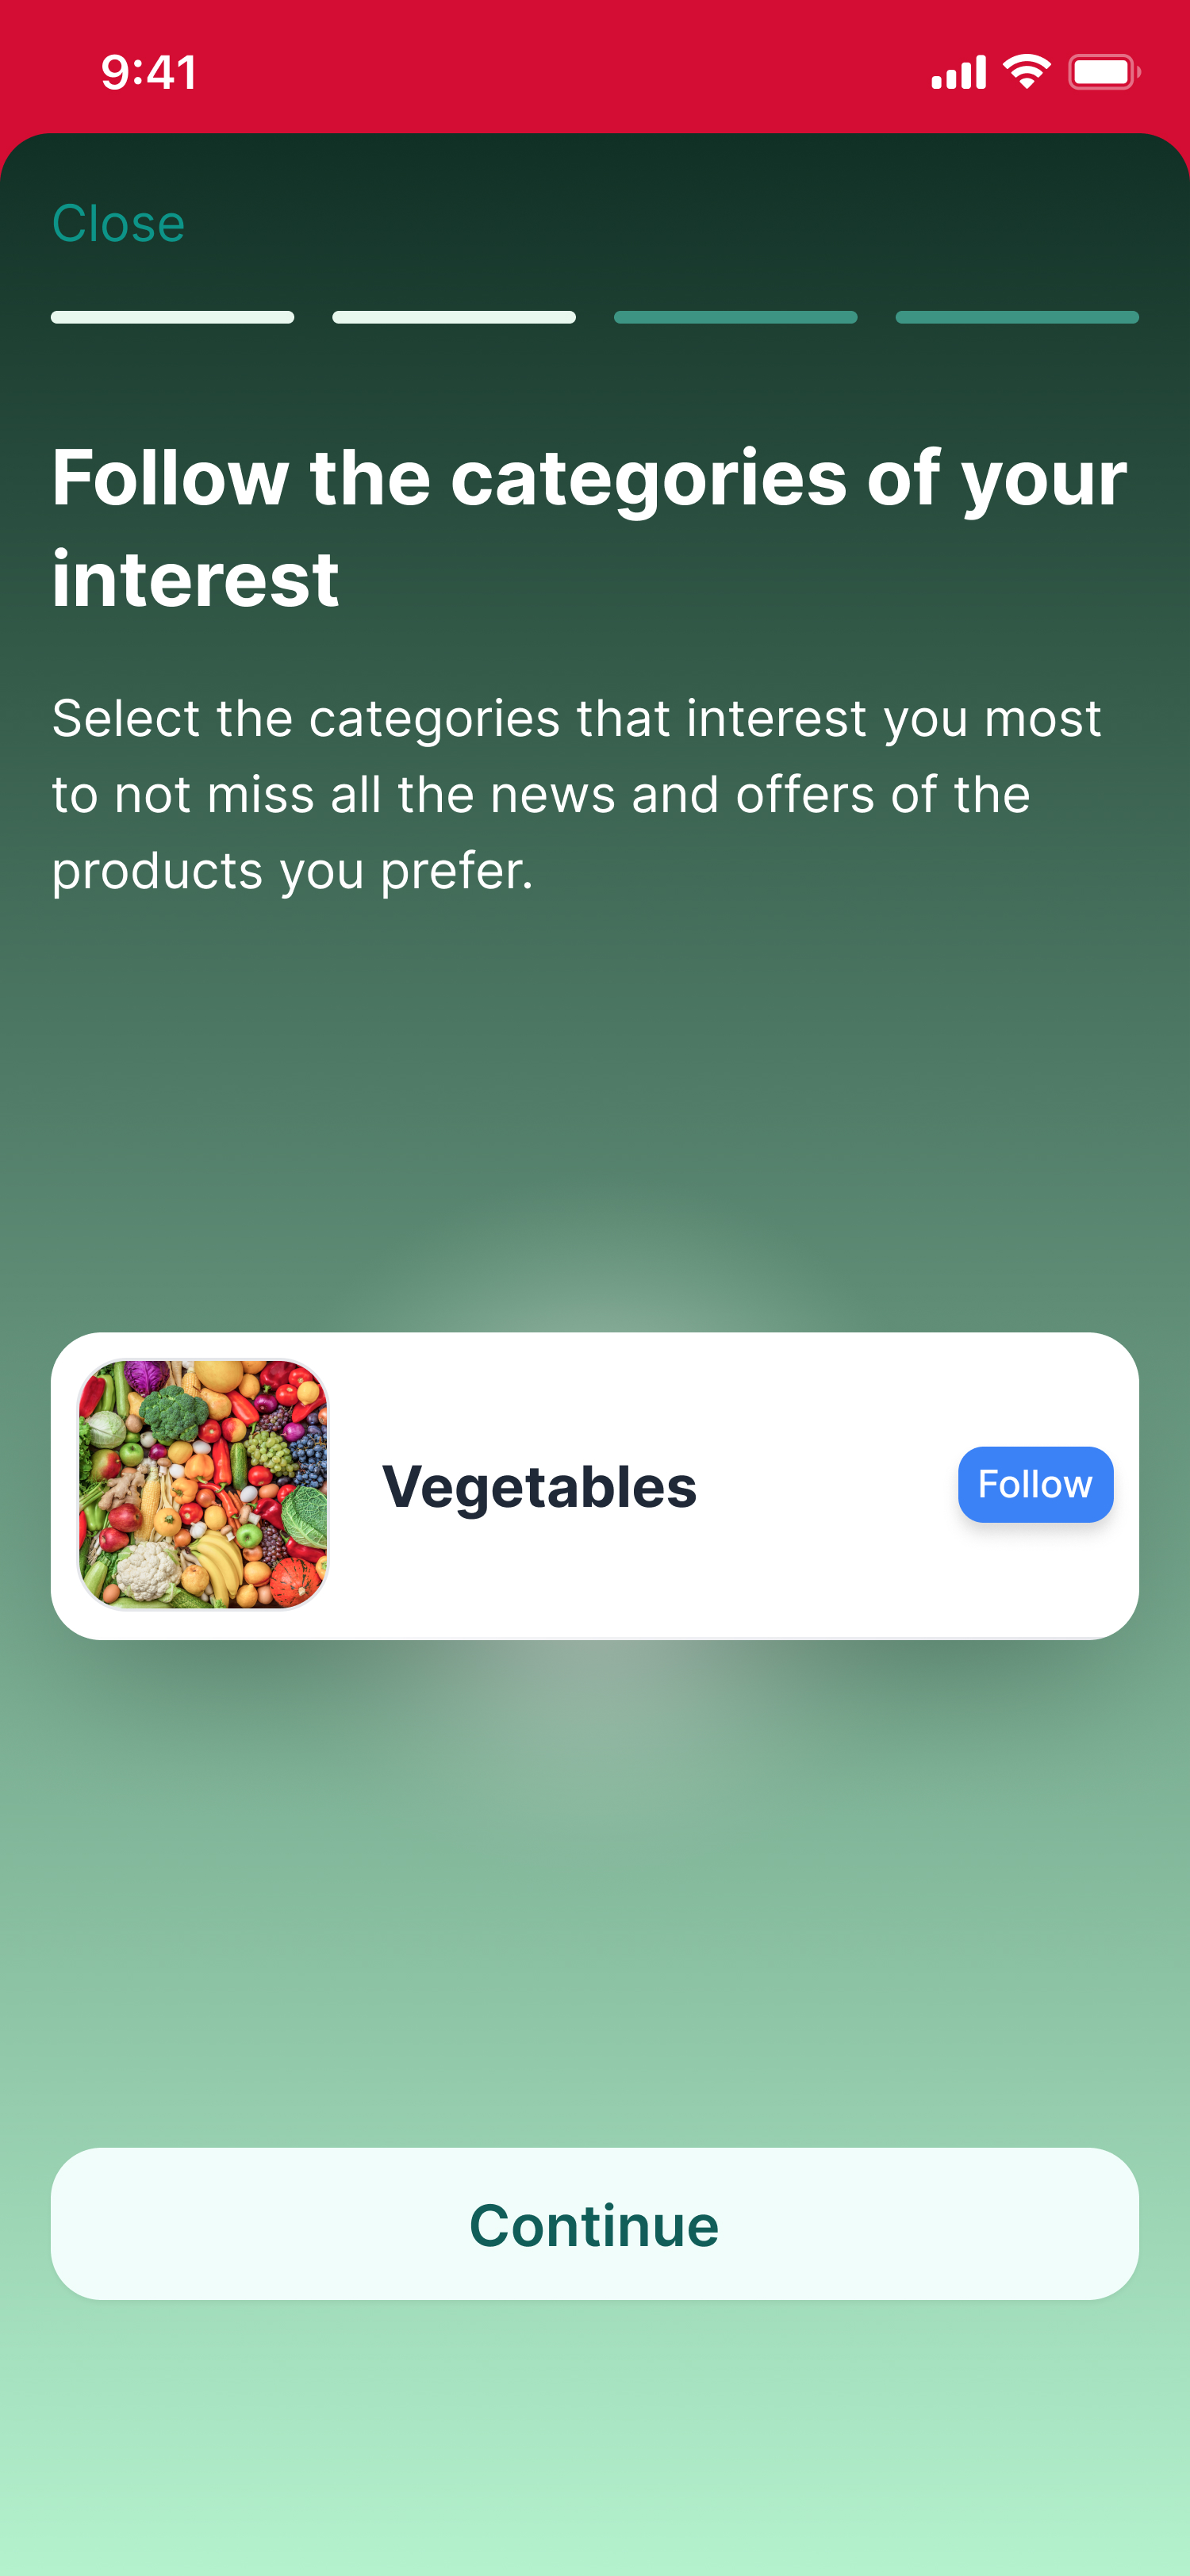 9:41
Close
Follow the categories of your
interest
Select the categories that interest you most
to not miss all the news and offers of the
products you prefer.
Vegetables
Follow
Continue